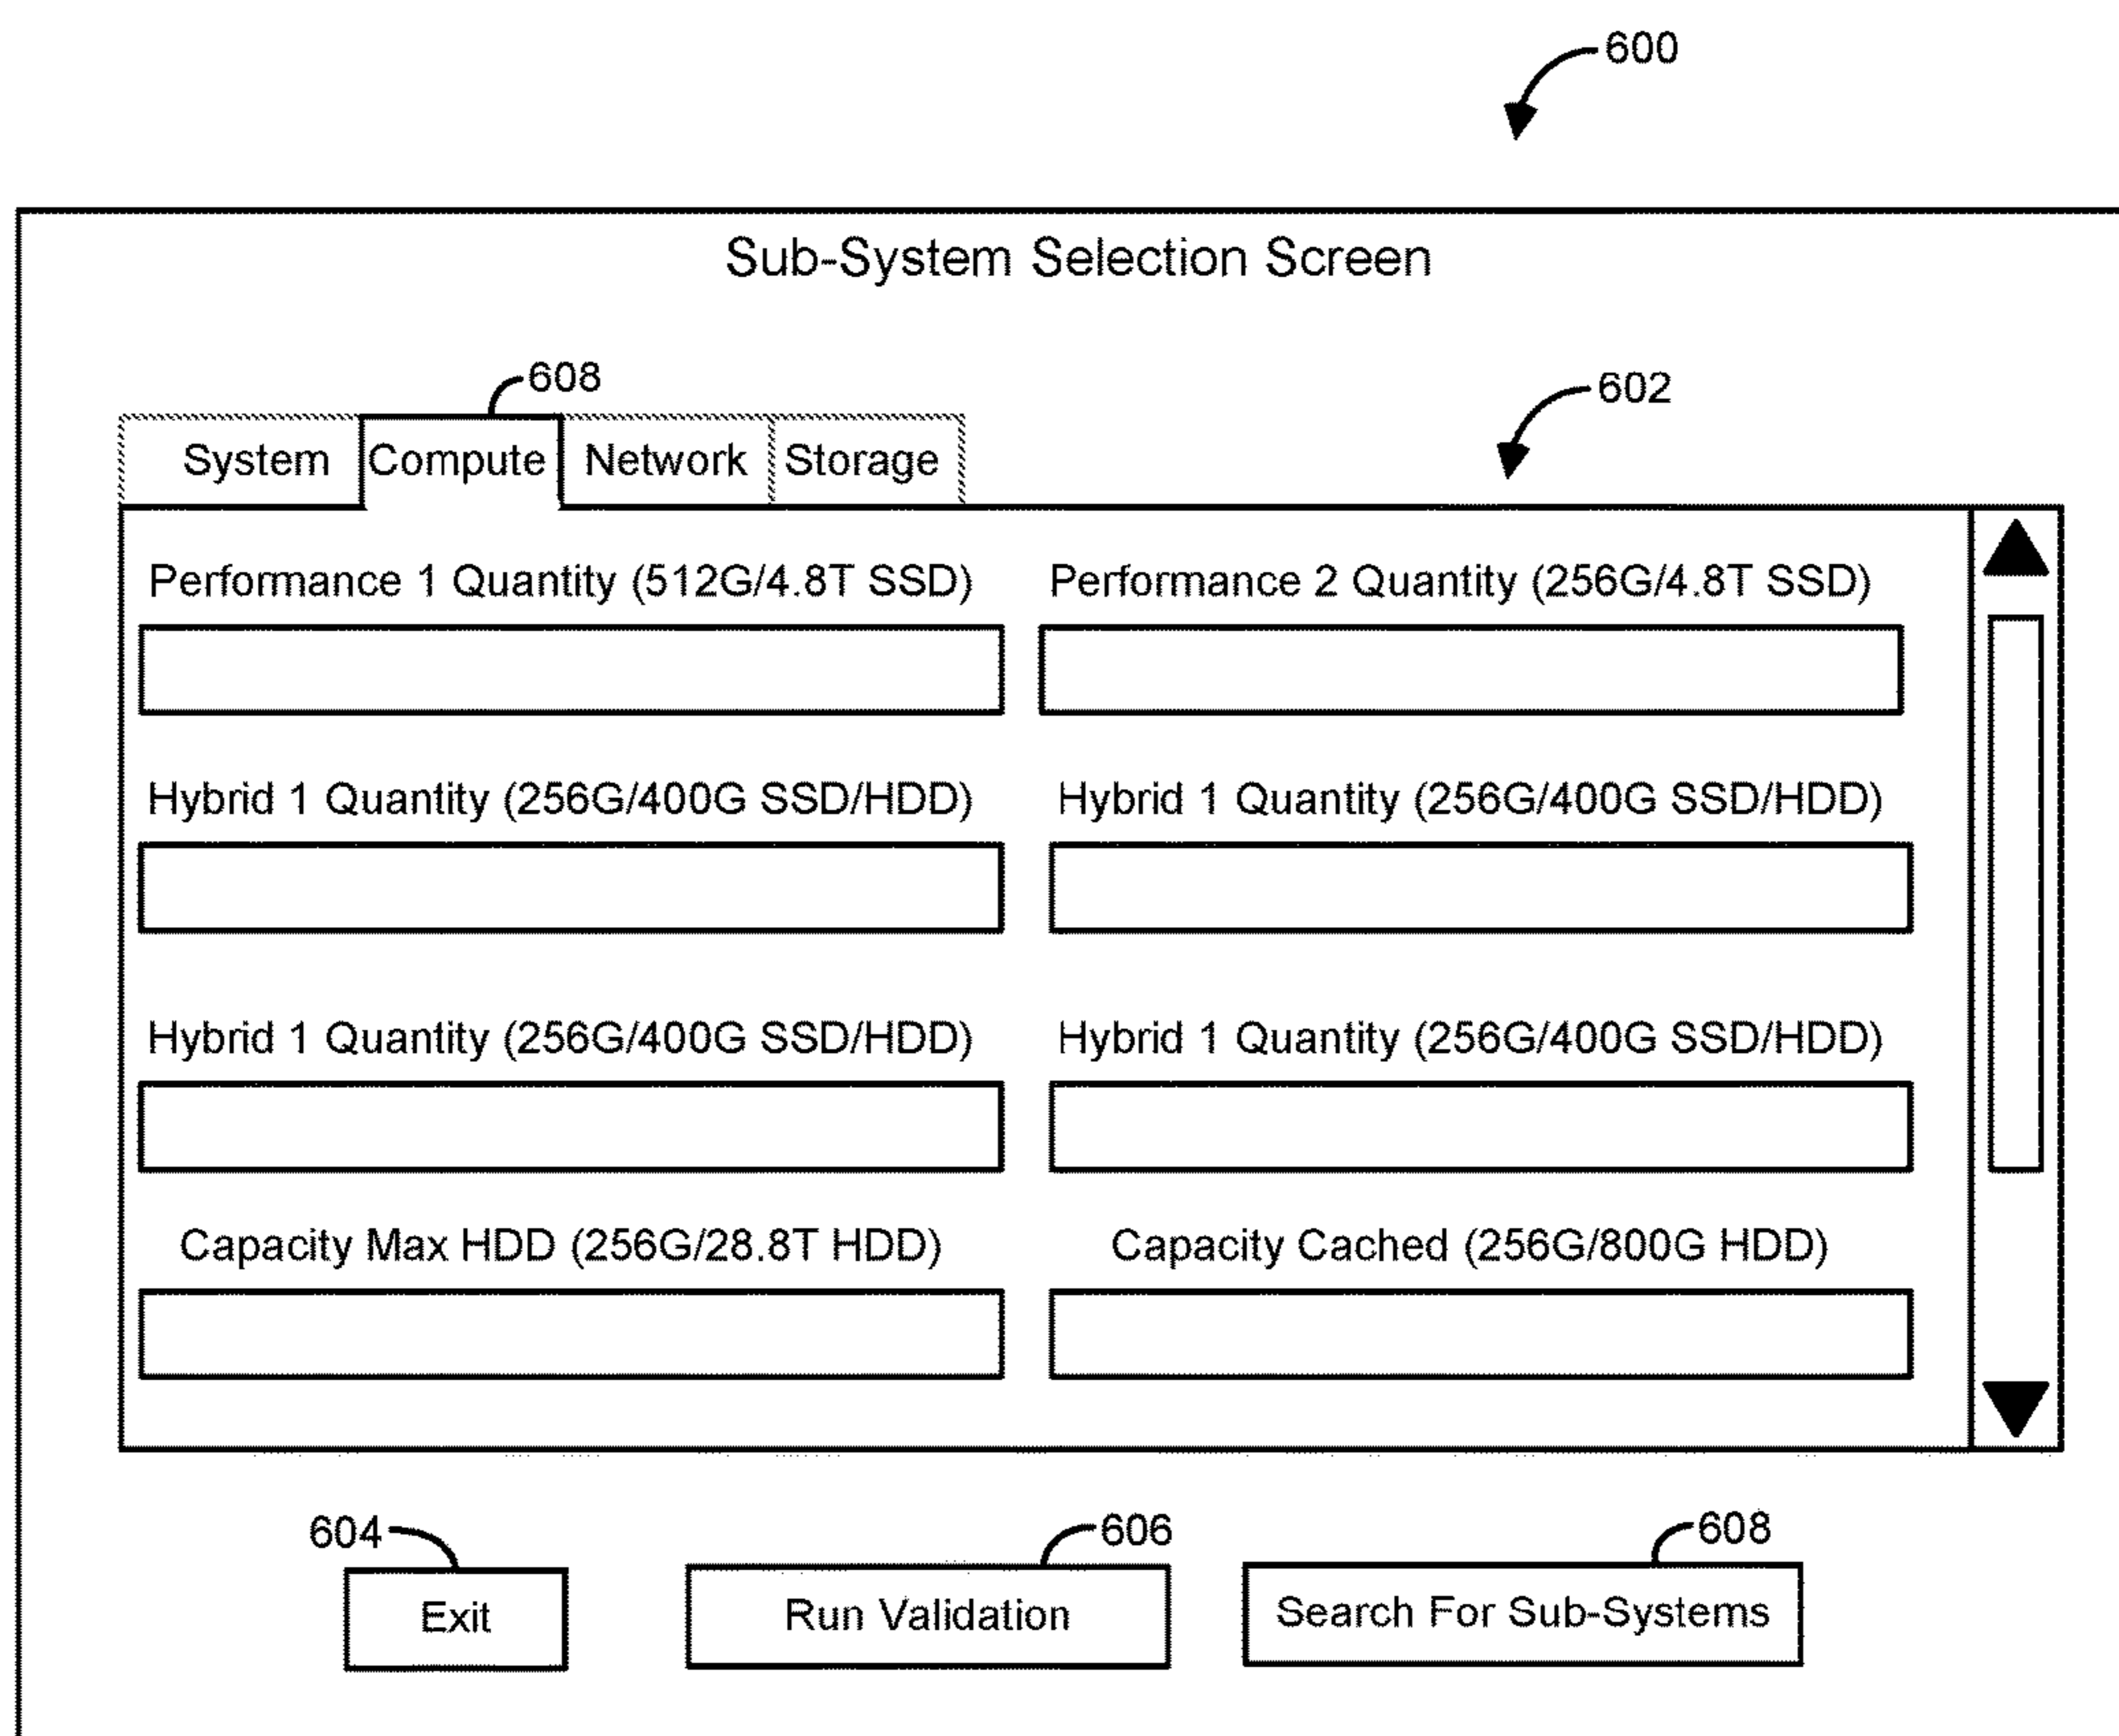 600
Sub-System Selection Screen
608
602
System Compute Network Storage
Performance 1 Quantity (512G/4.8T SSD) Performance 2 Quantity (256G/4.8T SSD)
Hybrid 1 Quantity (256G/400G SSD/HDD) Hybrid 1 Quantity (256G/400G SSD/HDD)
Hybrid 1 Quantity (256G/400G SSD/HDD) Hybrid 1 Quantity (256G/400G SSD/HDD)
Capacity Max HDD (256G/28.8T HDD) Capacity Cached (256G/800G HDD)
604 606 608
Exit Run Validation Search For Sub-Systems